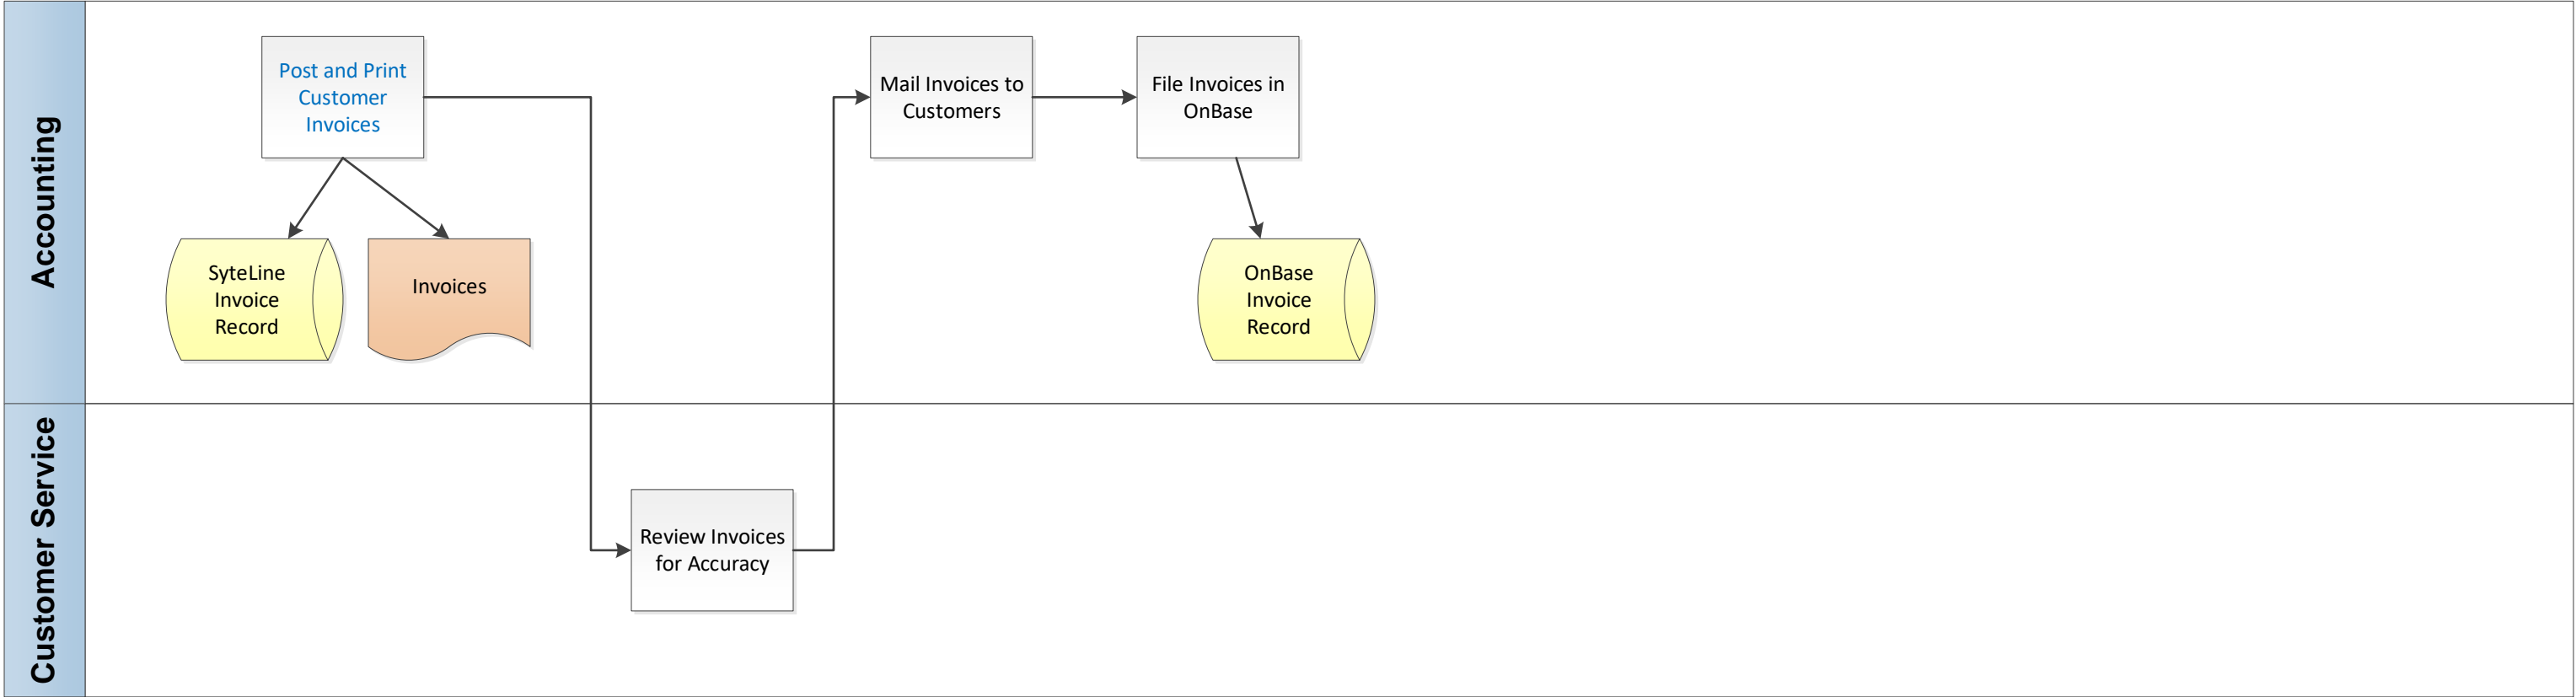 Accounting
Post and Print
Customer
Invoices
Mail Invoices to
Customers
File Invoices in
OnBase
SyteLine
Invoice
Record
Invoices
OnBase
Invoice
Record
Customer Service
Review Invoices
for Accuracy